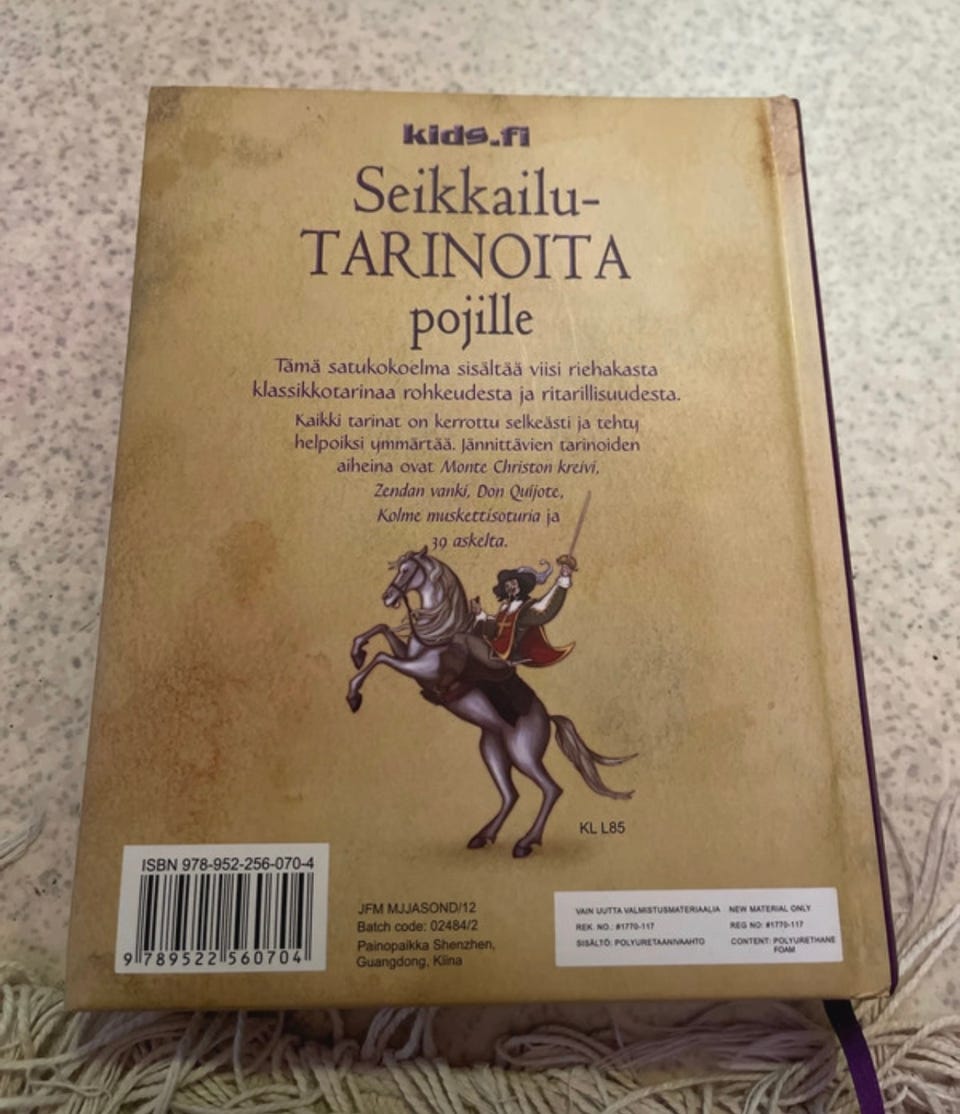 kids.fi
Seikkailu-
TARINOITA
pojille
Tämä satukokoelma sisältää viisi riehakasta
klassikkotarinaa rohkeudesta ja ritarillisuudesta.
Kaikki tarinat on kerrottu selkeästi ja tehty
helpoiksi ymmärtää. Jännittävien tarinoiden
aiheina ovat Monte Christon kreivi,
Zendan vanki, Don Quijote,
Kolme muskettisoturia ja
39 askelta.
KL L85
ISBN 978-952-256-070-4
9 789522 560704
JFM MJJASOND/12
Batch code: 02484/2
Painopaikka Shenzhen,
Guangdong, Kiina
VAIN UUTTA VALMISTUSMATERIAALIA
REK. NO.: #1770-117
SISÄLTÖ: POLYURETAANIVAAHTO
NEW MATERIAL ONLY
REG NO: #1770-117
CONTENT: POLYURETHANE
FOAM